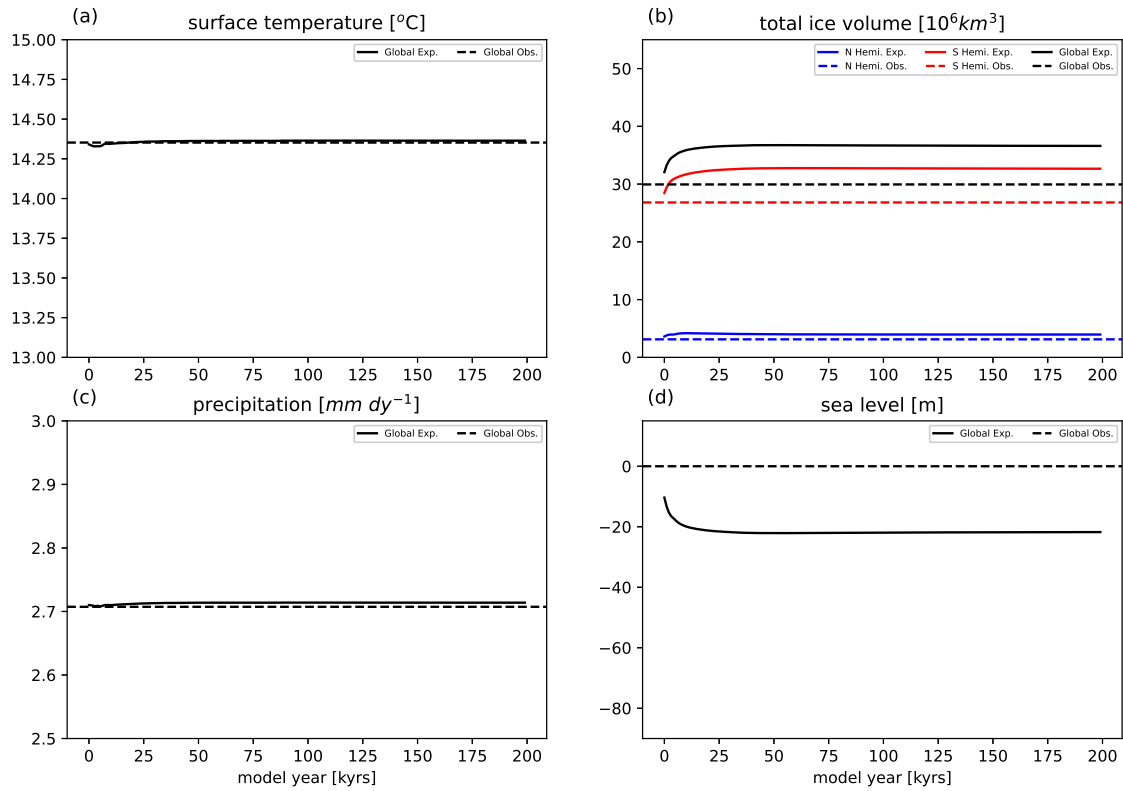 (a)
surface temperature [°C]
Global Exp. Global Obs.
15.00
14.75
14.50
14.25
14.00
13.75
13.50
13.25
13.00
0 25 50 75 100 125 150 175 200
(b)
total ice volume [10⁶km³]
N Hemi. Exp. S Hemi. Exp. Global Exp.
N Hemi. Obs. S Hemi. Obs. Global Obs.
50
40
30
20
10
0
0 25 50 75 100 125 150 175 200
(c)
precipitation [mm dy⁻¹]
Global Exp. Global Obs.
3.0
2.9
2.8
2.7
2.6
2.5
0 25 50 75 100 125 150 175 200
model year [kyrs]
(d)
sea level [m]
Global Exp. Global Obs.
0
−20
−40
−60
−80
0 25 50 75 100 125 150 175 200
model year [kyrs]